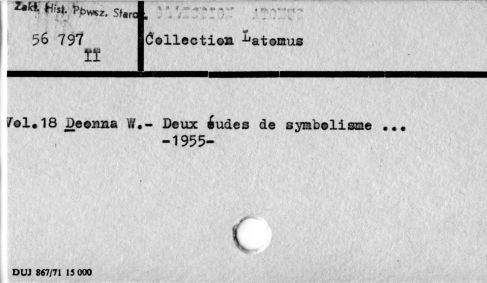 Zakł. Hist. Powsz. Staroż.
56 797
II
Collection Latomus
Vol.18 Deonna W.- Deux éudes de symbolisme ...
-1955-
DUJ 867/71 15 000